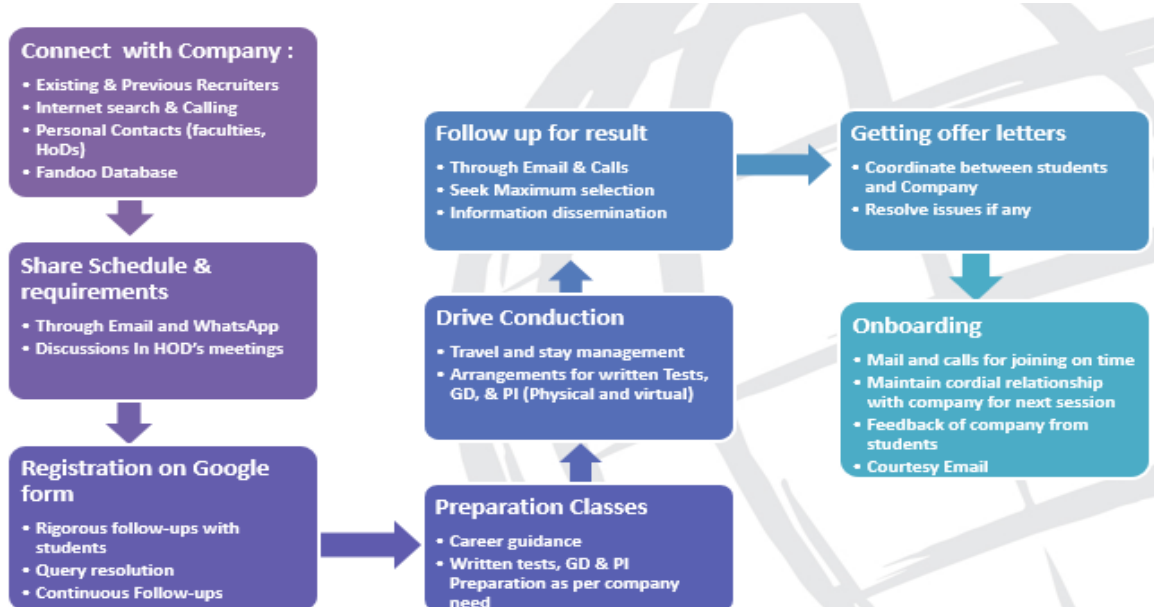 Connect  with Company :
• Existing & Previous Recruiters
• Internet search & Calling
• Personal Contacts (faculties,
HoDs)
• Fandoo Database
Share Schedule &
requirements
• Through Email and WhatsApp
• Discussions In HOD's meetings
Registration on Google
form
• Rigorous follow-ups with
students
• Query resolution
• Continuous Follow-ups
Preparation Classes
• Career guidance
• Written tests, GD & PI
Preparation as per company
need
Drive Conduction
• Travel and stay management
• Arrangements for written Tests,
GD, & PI (Physical and virtual)
Follow up for result
• Through Email & Calls
• Seek Maximum selection
• Information dissemination
Getting offer letters
• Coordinate between students
and Company
• Resolve issues if any
Onboarding
• Mail and calls for joining on time
• Maintain cordial relationship
with company for next session
• Feedback of company from
students
• Courtesy Email